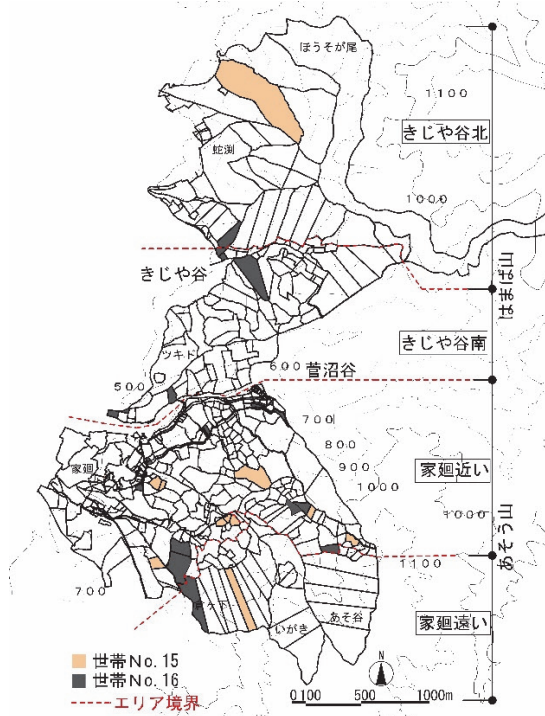 ほうそが尾
1100
きじや谷北
蛇渕
1000
はまば山
きじや谷
きじや谷南
ツキド
600
菅沼谷
500
700
800
家廻近い
900
家廻
1000
1000
あそう山
1100
700
家廻遠い
あそ谷
いがき
世帯No.15
世帯No.16
エリア境界
N
0 100 500 1000m